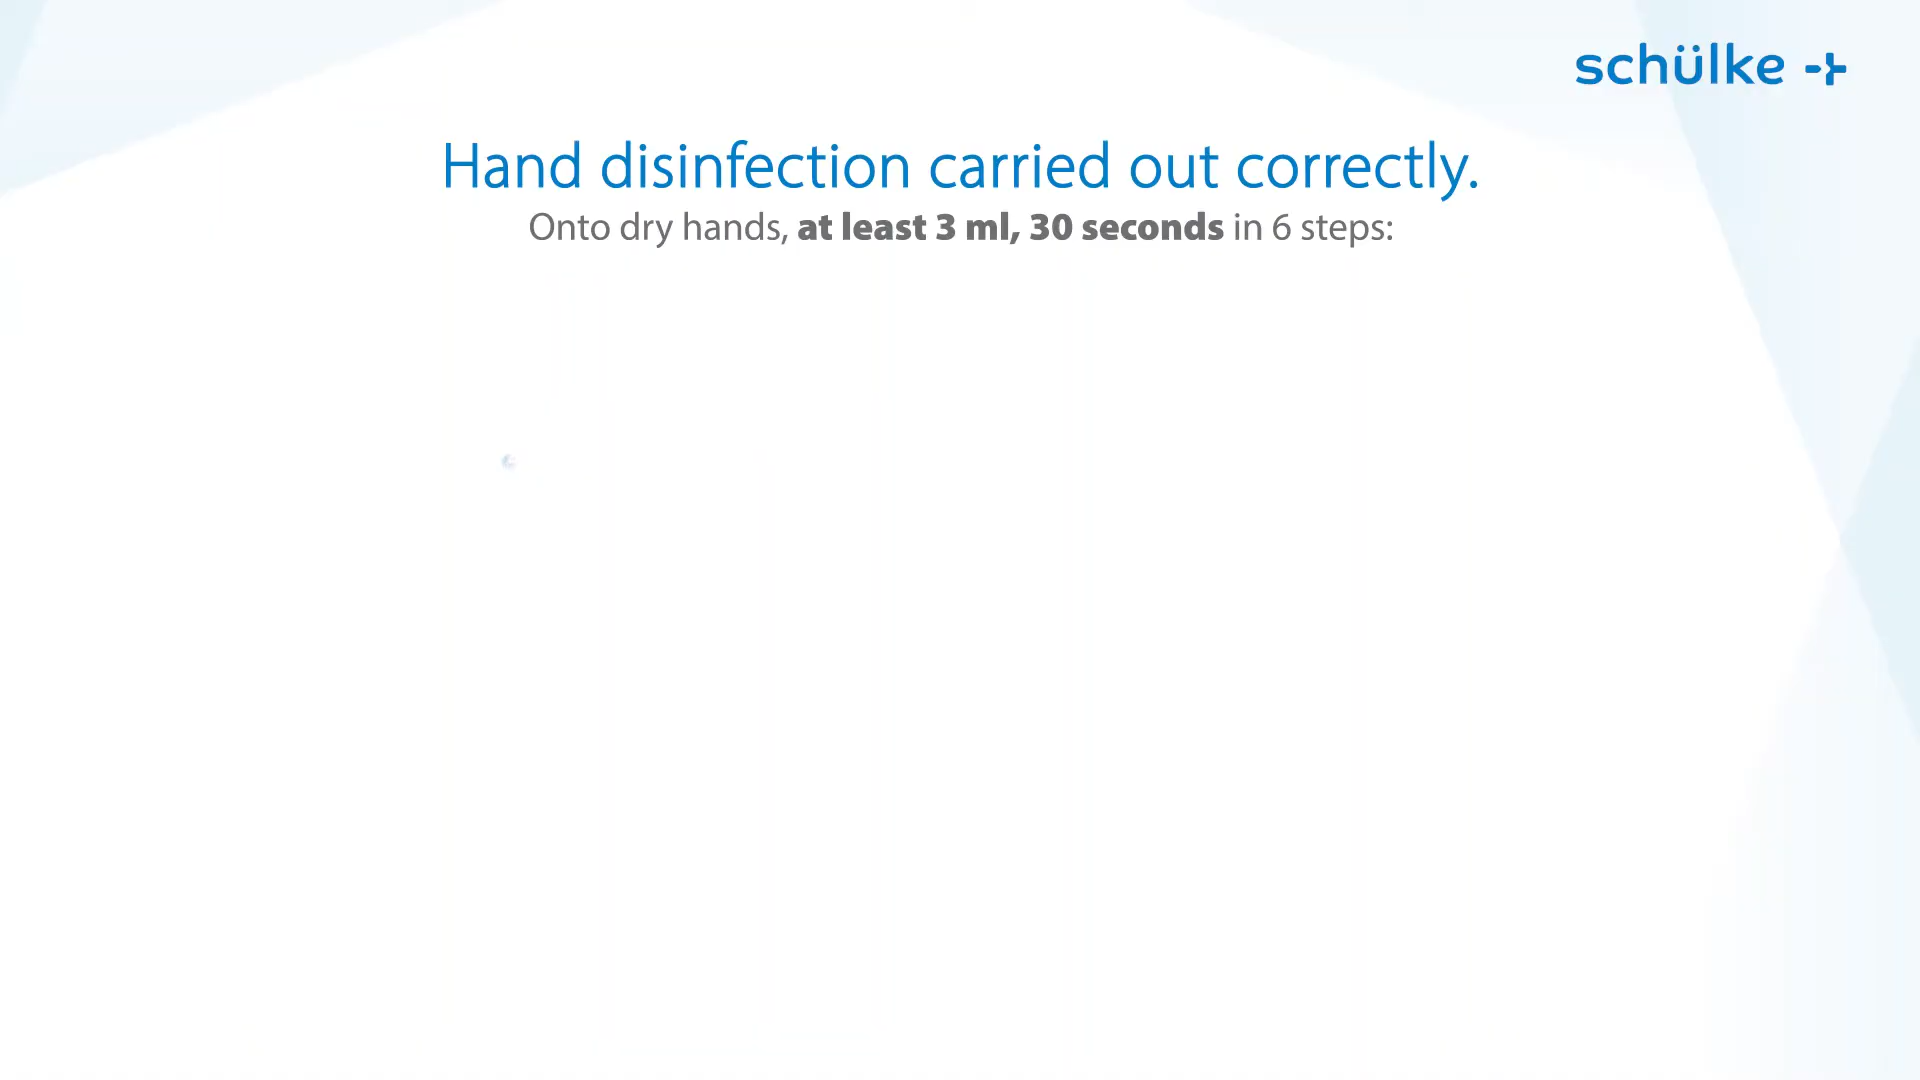 schülke
Hand disinfection carried out correctly.
Onto dry hands, at least 3 ml, 30 seconds in 6 steps: